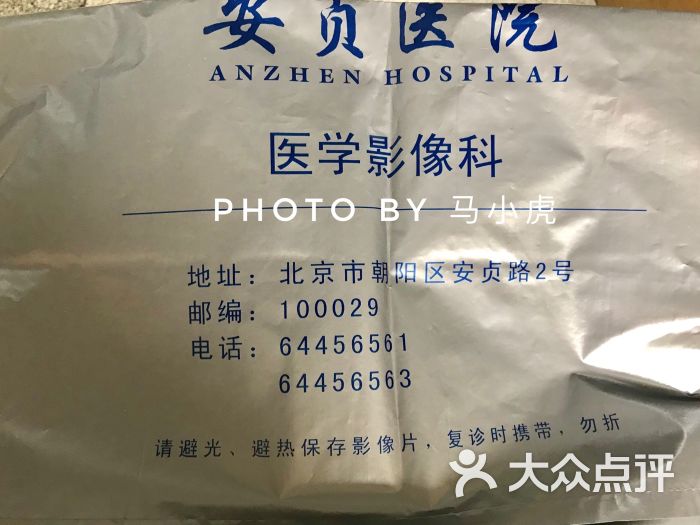 安贞医院
ANZHEN HOSPITAL
医学影像科
PHOTO BY 马小虎
地址：北京市朝阳区安贞路2号
邮编：100029
电话：64456561
64456563
请避光、避热保存影像片，复诊时携带，勿折
大众点评